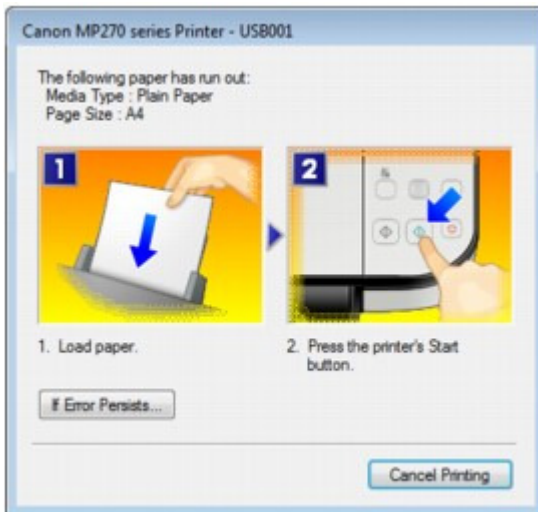 Canon MP270 series Printer - USB001
The following paper has run out:
Media Type : Plain Paper
Page Size : A4
1
2
1. Load paper.
2. Press the printer's Start
button.
If Error Persists...
Cancel Printing